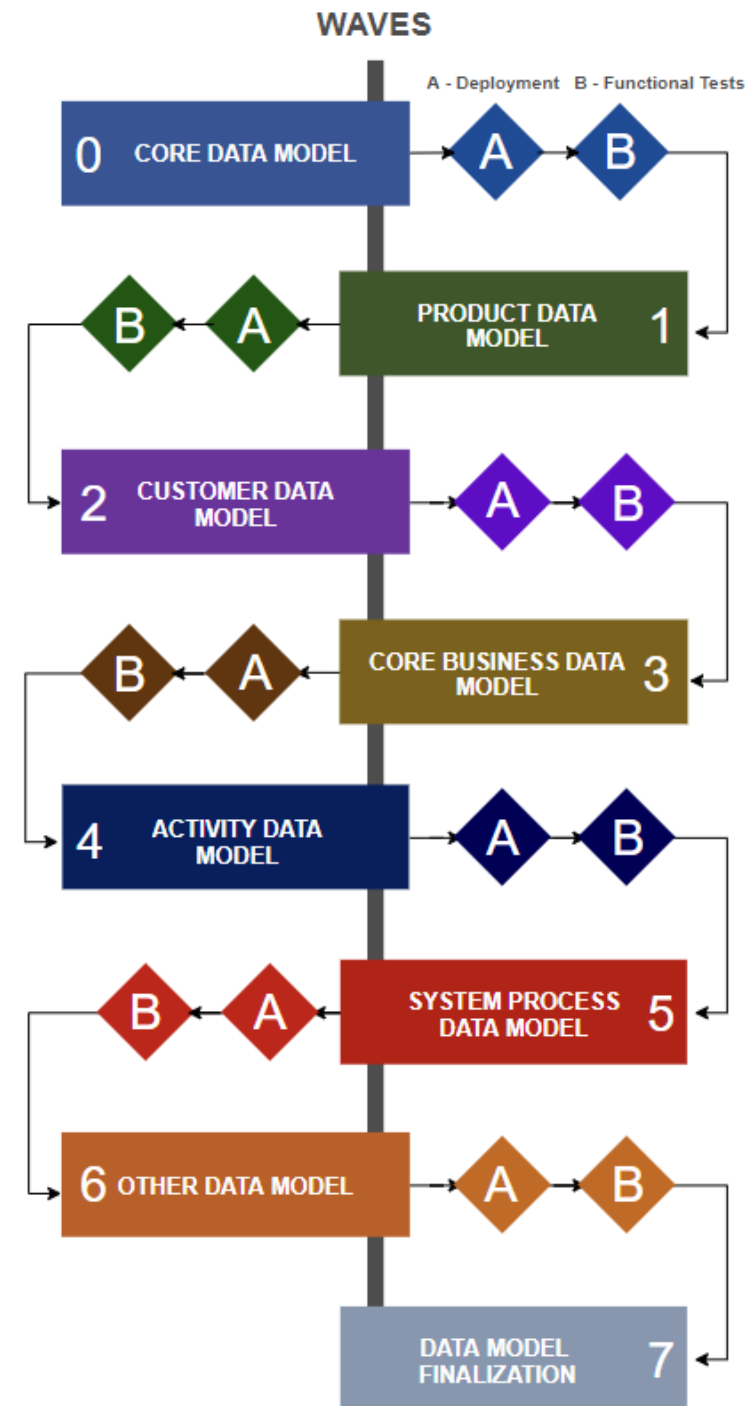 WAVES
A - Deployment B - Functional Tests
0 CORE DATA MODEL A B
B A PRODUCT DATA
MODEL 1
2 CUSTOMER DATA
MODEL A B
B A CORE BUSINESS DATA
MODEL 3
4 ACTIVITY DATA
MODEL A B
B A SYSTEM PROCESS
DATA MODEL 5
6 OTHER DATA MODEL A B
DATA MODEL
FINALIZATION 7